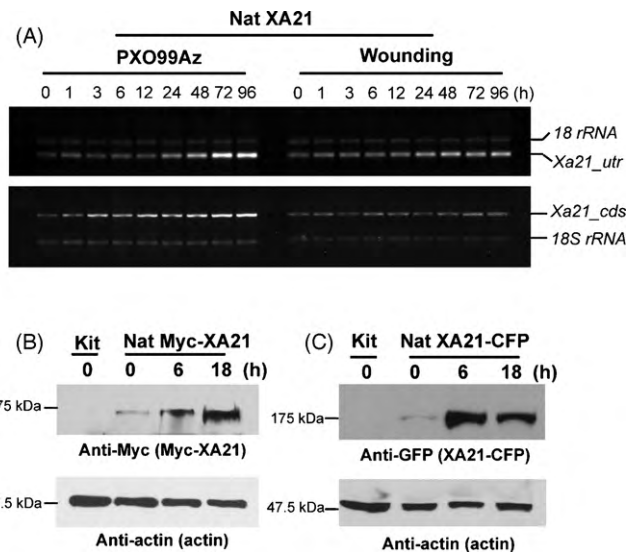 Nat XA21
(A)
PXO99Az Wounding
0 1 3 6 12 24 48 72 96 0 1 3 6 12 24 48 72 96 (h)
18 rRNA
Xa21_utr
Xa21_cds
18S rRNA
(B) Kit Nat Myc-XA21 (C) Kit Nat XA21-CFP
0 0 6 18 (h) 0 0 6 18 (h)
75 kDa 175 kDa
Anti-Myc (Myc-XA21) Anti-GFP (XA21-CFP)
.5 kDa 47.5 kDa
Anti-actin (actin) Anti-actin (actin)